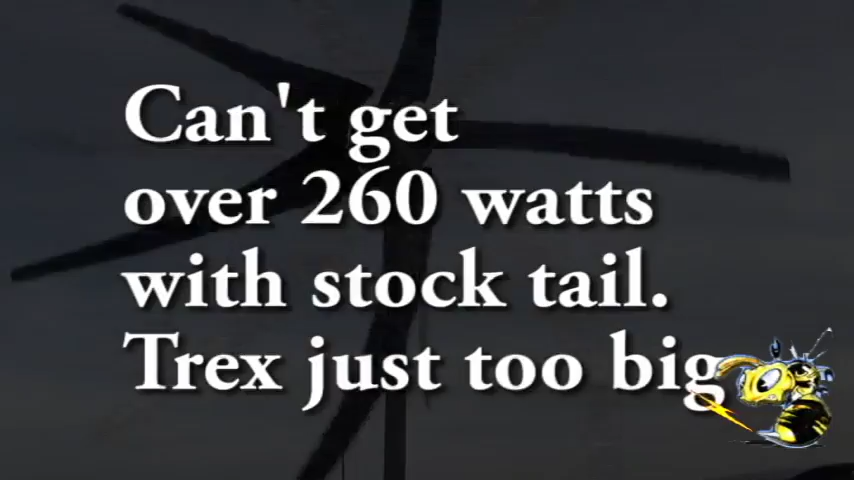 Can't get
over 260 watts
with stock tail.
Trex just too big